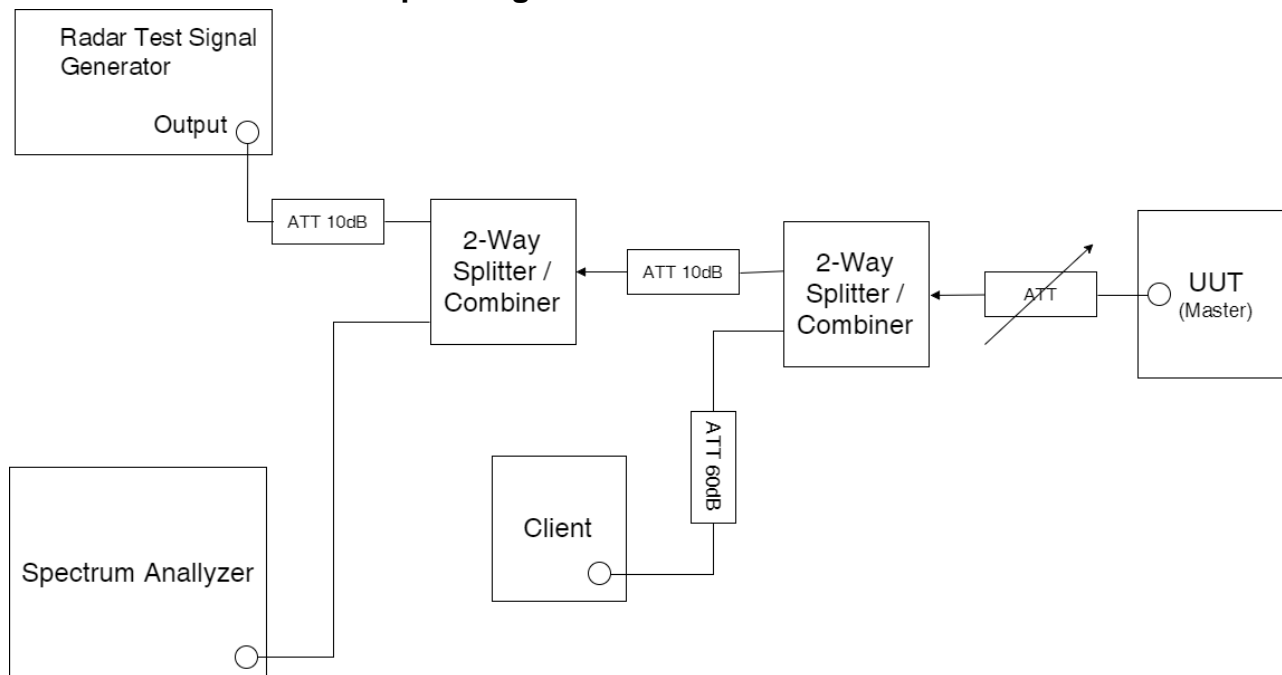 Radar Test Signal
Generator
Output
ATT 10dB
2-Way
Splitter /
Combiner
ATT 10dB
2-Way
Splitter /
Combiner
ATT
UUT
(Master)
ATT 60dB
Client
Spectrum Anallyzer